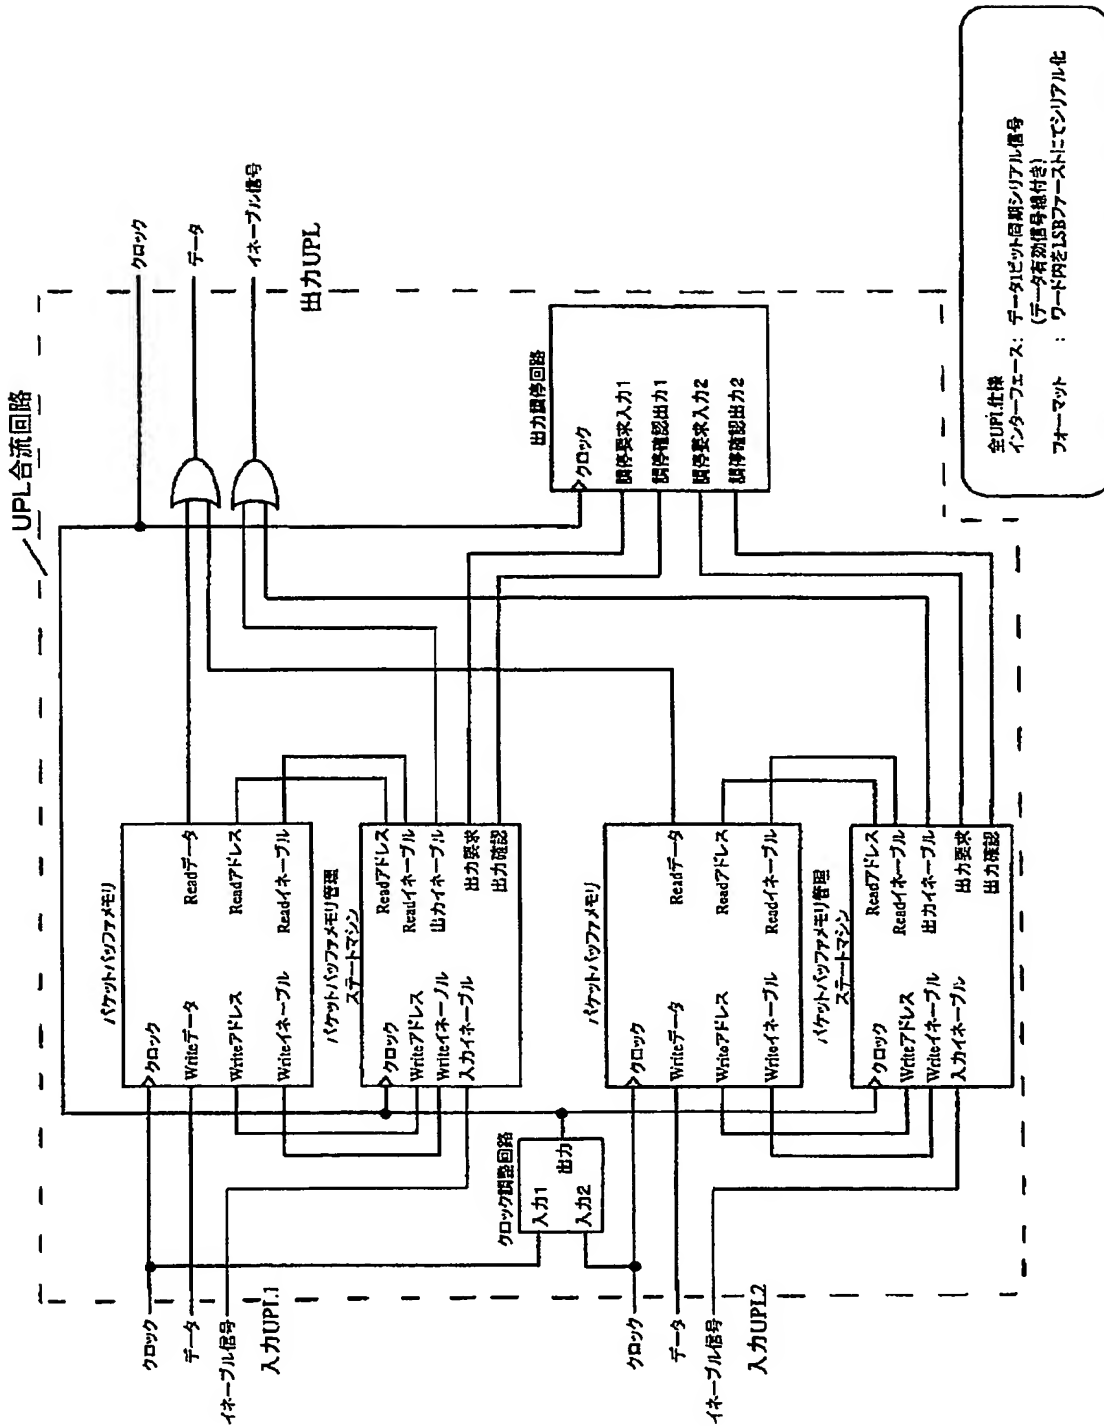 UPL合流回路
クロック
データ
イネーブル信号
入力UPL1
パケットバッファメモリ
クロック
Writeデータ
Writeアドレス
Writeイネーブル
Readデータ
Readアドレス
Readイネーブル
パケットバッファメモリ管理
ステートマシン
クロック
Writeアドレス
Writeイネーブル
入力イネーブル
Readアドレス
Readイネーブル
出力イネーブル
出力要求
出力確認
クロック調整回路
入力1
入力2
出力
クロック
データ
イネーブル信号
入力UPL2
パケットバッファメモリ
クロック
Writeデータ
Writeアドレス
Writeイネーブル
Readデータ
Readアドレス
Readイネーブル
パケットバッファメモリ管理
ステートマシン
クロック
Writeアドレス
Writeイネーブル
入力イネーブル
Readアドレス
Readイネーブル
出力イネーブル
出力要求
出力確認
出力調停回路
クロック
調停要求入力1
調停確認出力1
調停要求入力2
調停確認出力2
クロック
データ
イネーブル信号
出力UPL
全UPL仕様
インターフェース: データ1ビット同期シリアル信号
(データ有効信号線付き)
フォーマット : ワード内をLSBファーストにてシリアル化